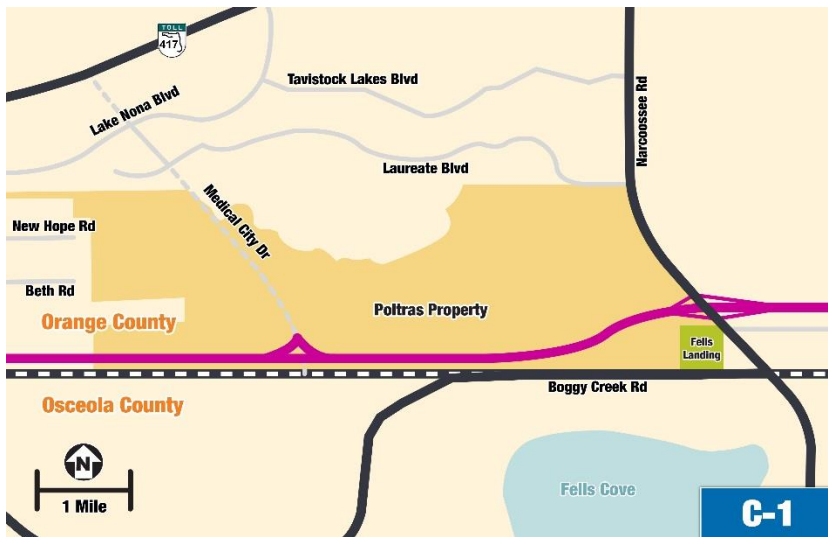 TOLL
417
Tavistock Lakes Blvd
Lake Nona Blvd
Narcoossee Rd
Laureate Blvd
Medical City Dr
New Hope Rd
Beth Rd
Poltras Property
Orange County
Fells
Landing
Boggy Creek Rd
Osceola County
N
1 Mile
Fells Cove
C-1